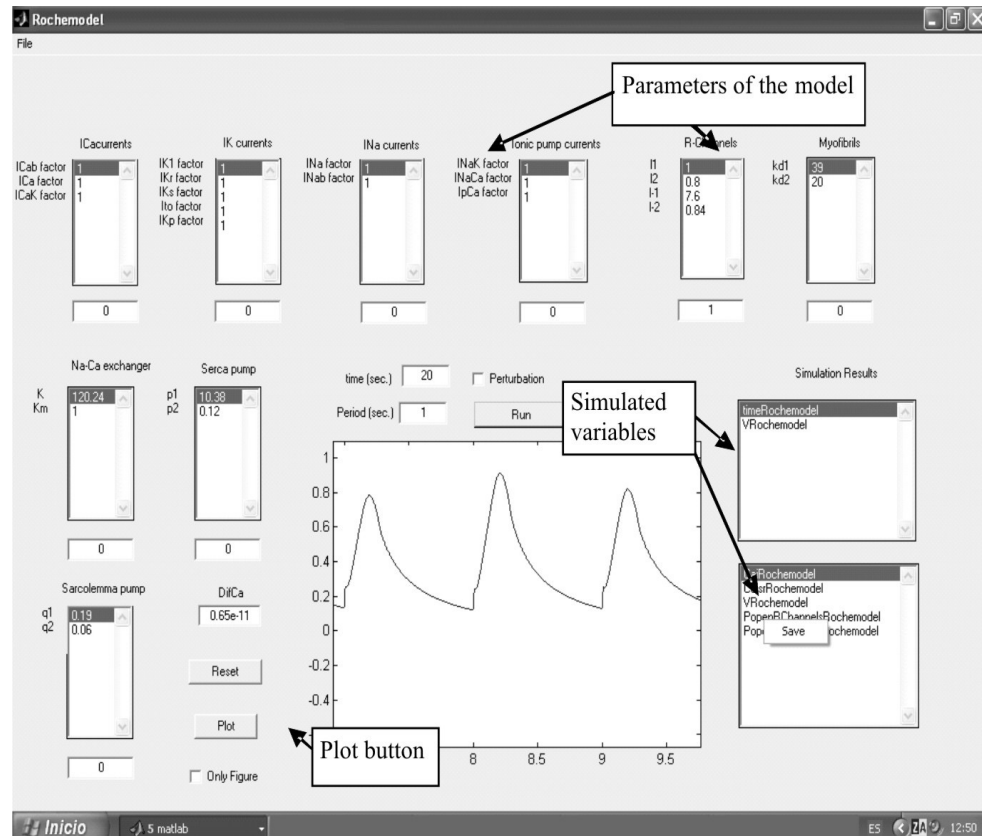 Rochemodel
File
Parameters of the model
ICacurrents
ICab factor
ICa factor
ICaK factor
1
1
1
0
IK currents
IK1 factor
IKr factor
IKs factor
Ito factor
IKp factor
1
1
1
1
1
0
INa currents
INa factor
INab factor
1
1
0
Ionic pump currents
INaK factor
INaCa factor
IpCa factor
1
1
1
0
l1
l2
l-1
l-2
1
0.8
7.6
0.84
1
Myofibrils
kd1
kd2
39
20
0
Na-Ca exchanger
K
Km
120.24
1
0
Serca pump
p1
p2
10.38
0.12
0
time (sec.)
20
Perturbation
Period (sec.)
1
Run
Simulated
variables
Simulation Results
timeRochemodel
VRochemodel
CaiRochemodel
VRochemodel
PopenRChannelsRochemodel
Save
Sarcolemma pump
q1
q2
0.19
0.06
0
DifCa
0.65e-11
Reset
Plot
Only Figure
Plot button
1
0.8
0.6
0.4
0.2
0
-0.2
-0.4
8
8.5
9
9.5
Inicio
5 matlab
ES
12:50